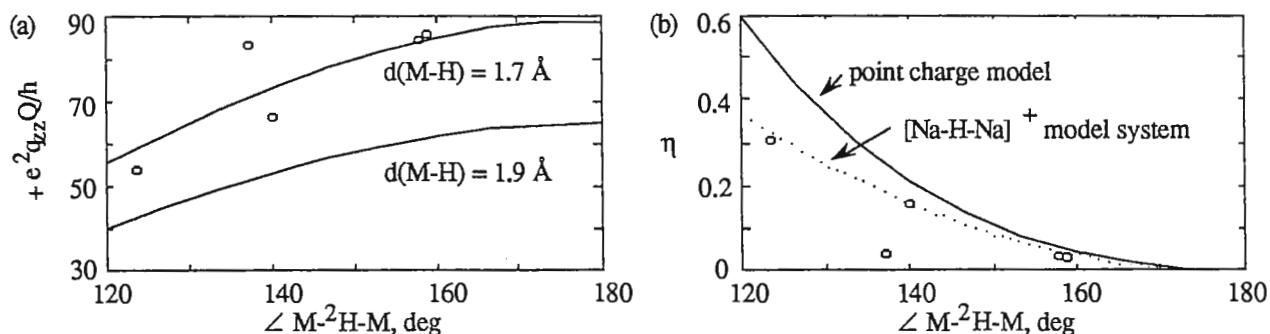 (a)
90
70
50
30
+ e²q_zzQ/h
d(M-H) = 1.7 Å
d(M-H) = 1.9 Å
120 140 160 180
∠ M-²H-M, deg
(b)
0.6
0.4
0.2
0
η
point charge model
[Na-H-Na]⁺ model system
120 140 160 180
∠ M-²H-M, deg